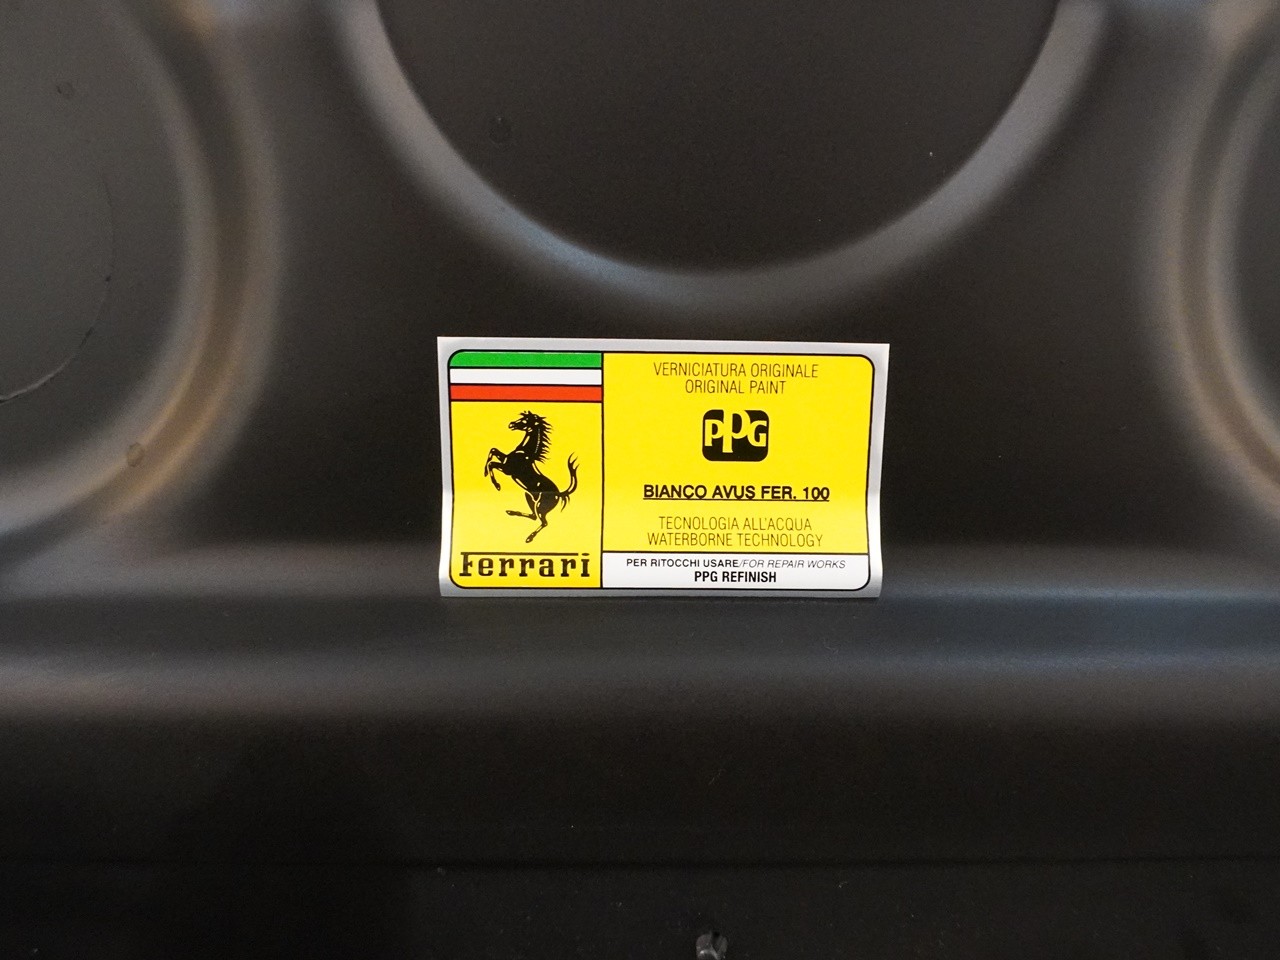 VERNICIATURA ORIGINALE
ORIGINAL PAINT
PPG
BIANCO AVUS FER. 100
TECNOLOGIA ALL'ACQUA
WATERBORNE TECHNOLOGY
Ferrari
PER RITOCCHI USARE/FOR REPAIR WORKS
PPG REFINISH